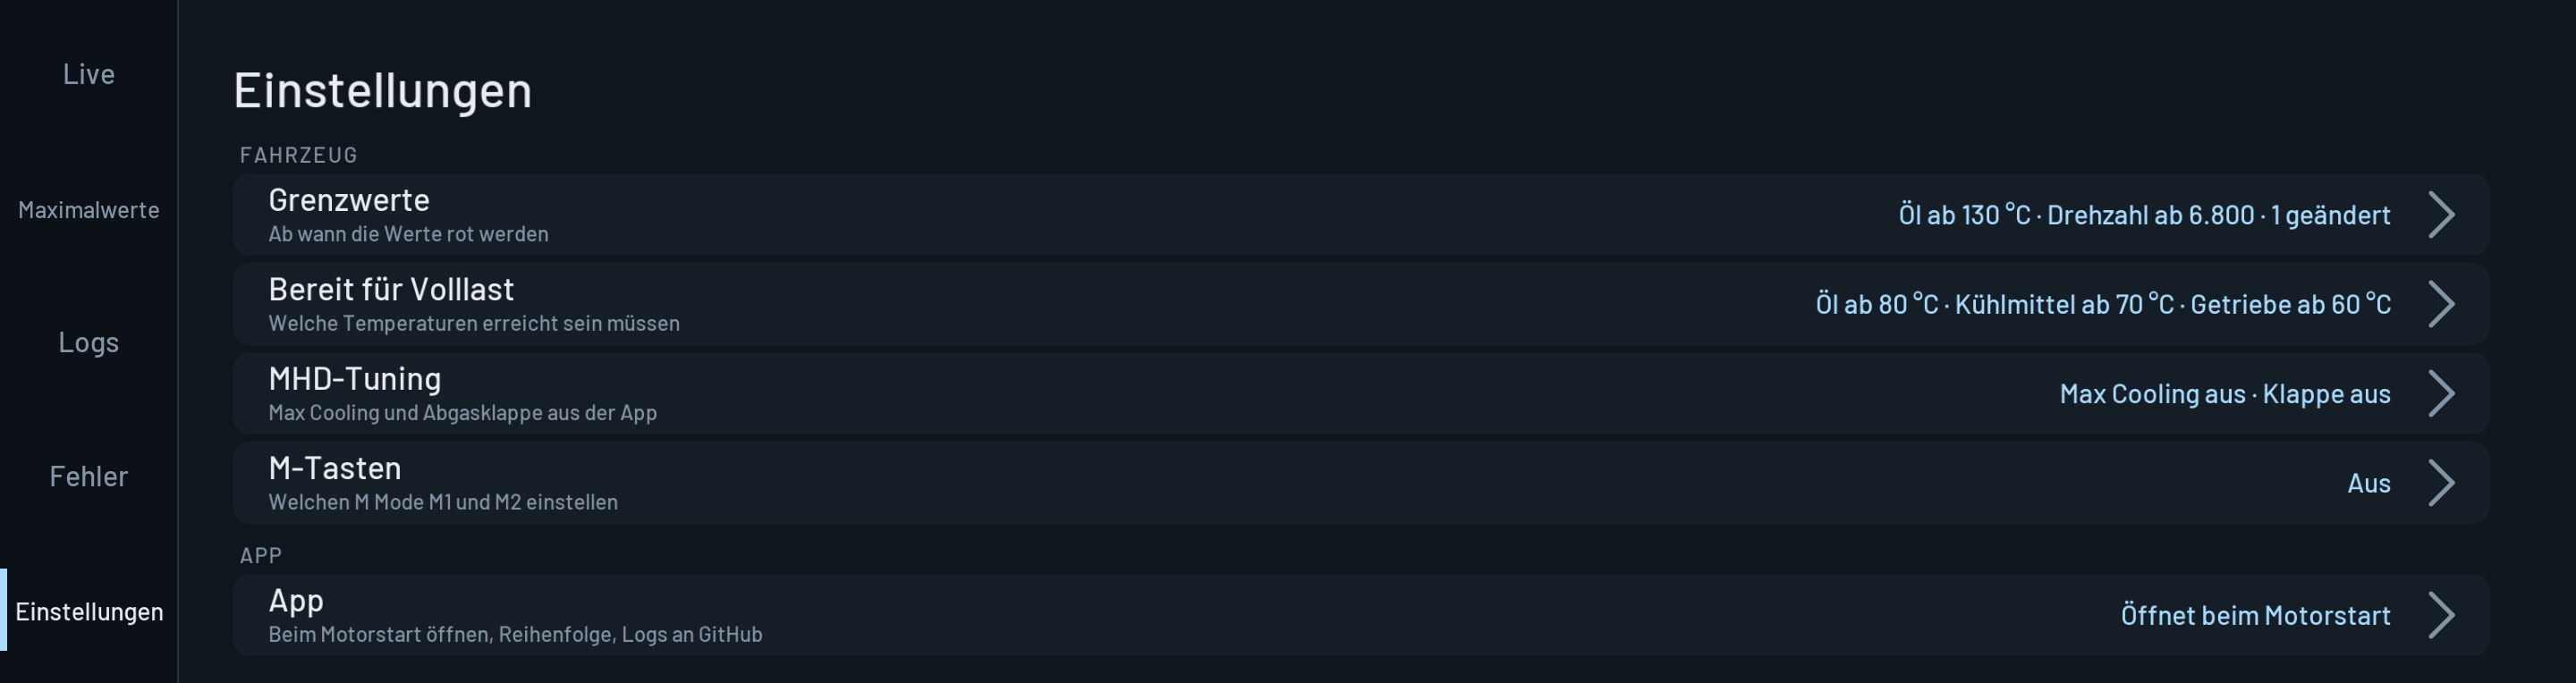 Live
Maximalwerte
Logs
Fehler
Einstellungen
Einstellungen
FAHRZEUG
Grenzwerte
Ab wann die Werte rot werden
Öl ab 130 °C · Drehzahl ab 6.800 · 1 geändert
Bereit für Volllast
Welche Temperaturen erreicht sein müssen
Öl ab 80 °C · Kühlmittel ab 70 °C · Getriebe ab 60 °C
MHD-Tuning
Max Cooling und Abgasklappe aus der App
Max Cooling aus · Klappe aus
M-Tasten
Welchen M Mode M1 und M2 einstellen
Aus
APP
App
Beim Motorstart öffnen, Reihenfolge, Logs an GitHub
Öffnet beim Motorstart